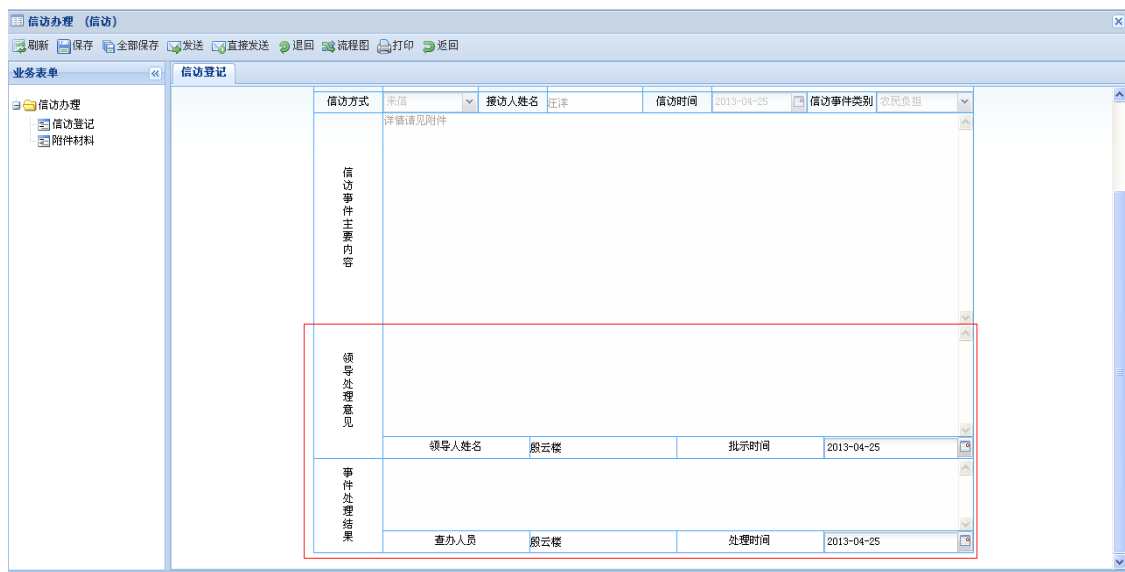 信访办理 （信访）
刷新 保存 全部保存 发送 直接发送 退回 流程图 打印 返回
业务表单 信访登记
信访办理
信访登记
附件材料
信访方式 来信 接访人姓名 汪洋 信访时间 2013-04-25 信访事件类别 农民负担
详情请见附件
信访事件主要内容
领导处理意见
领导人姓名 殷云楼 批示时间 2013-04-25
事件处理结果
查办人员 殷云楼 处理时间 2013-04-25